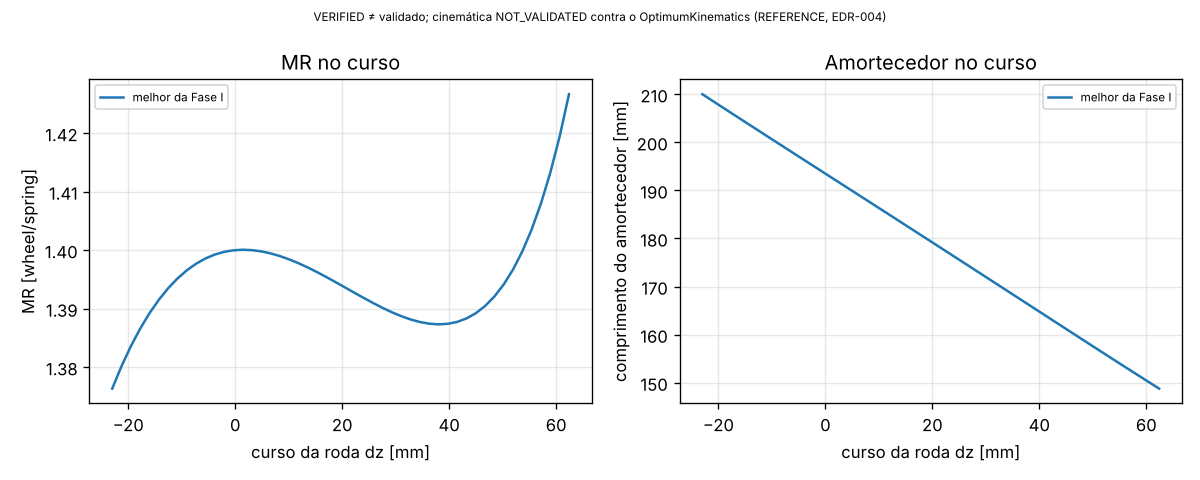 VERIFIED ≠ validado; cinemática NOT_VALIDATED contra o OptimumKinematics (REFERENCE, EDR-004)
MR no curso
melhor da Fase I
MR [wheel/spring]
1.42
1.41
1.40
1.39
1.38
−20
0
20
40
60
curso da roda dz [mm]
Amortecedor no curso
melhor da Fase I
comprimento do amortecedor [mm]
210
200
190
180
170
160
150
−20
0
20
40
60
curso da roda dz [mm]